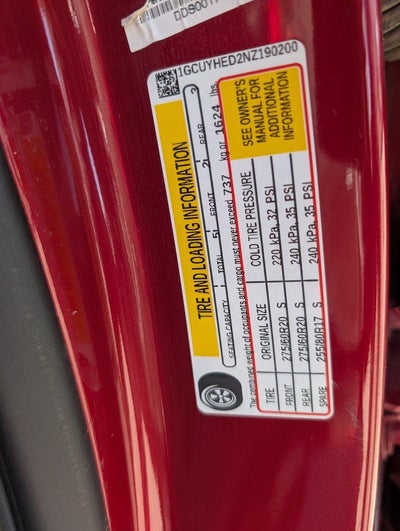 DDS00
1GCUYHED2NZ190200
TIRE AND LOADING INFORMATION
SEATING CAPACITY TOTAL 5 FRONT 2 REAR 3
The combined weight of occupants and cargo must never exceed 737 kg or 1624 lbs
TIRE ORIGINAL SIZE COLD TIRE PRESSURE
FRONT 275/60R20 S 220 kPa, 32 PSI
REAR 275/60R20 S 240 kPa, 35 PSI
SPARE 255/80R17 S 240 kPa, 35 PSI
SEE OWNER'S
MANUAL FOR
ADDITIONAL
INFORMATION